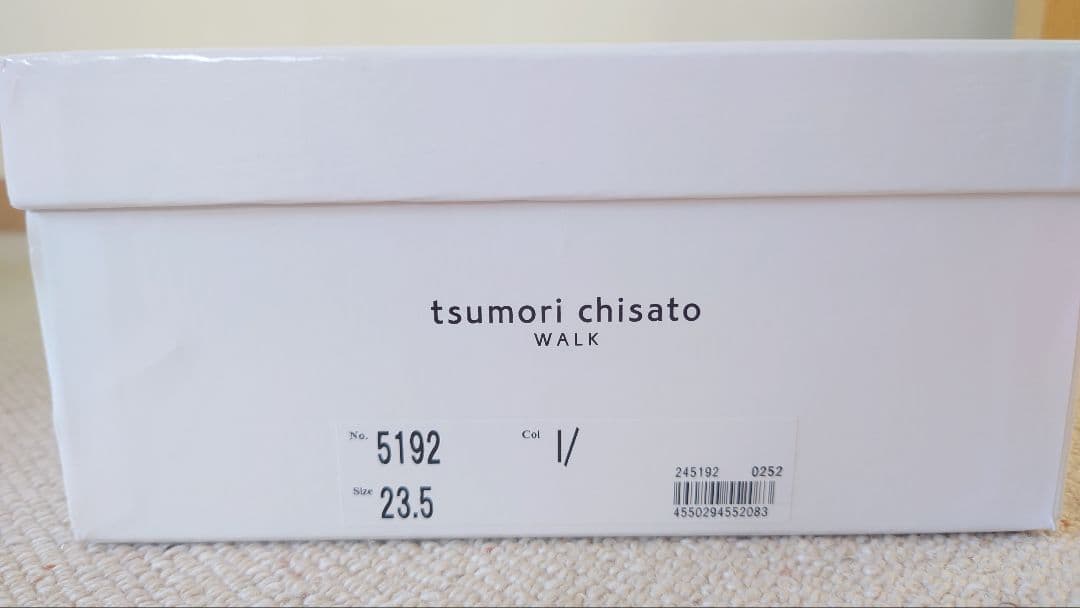 tsumori chisato
WALK
No. 5192 Col I/
Size 23.5
245192 0252
4550294552083